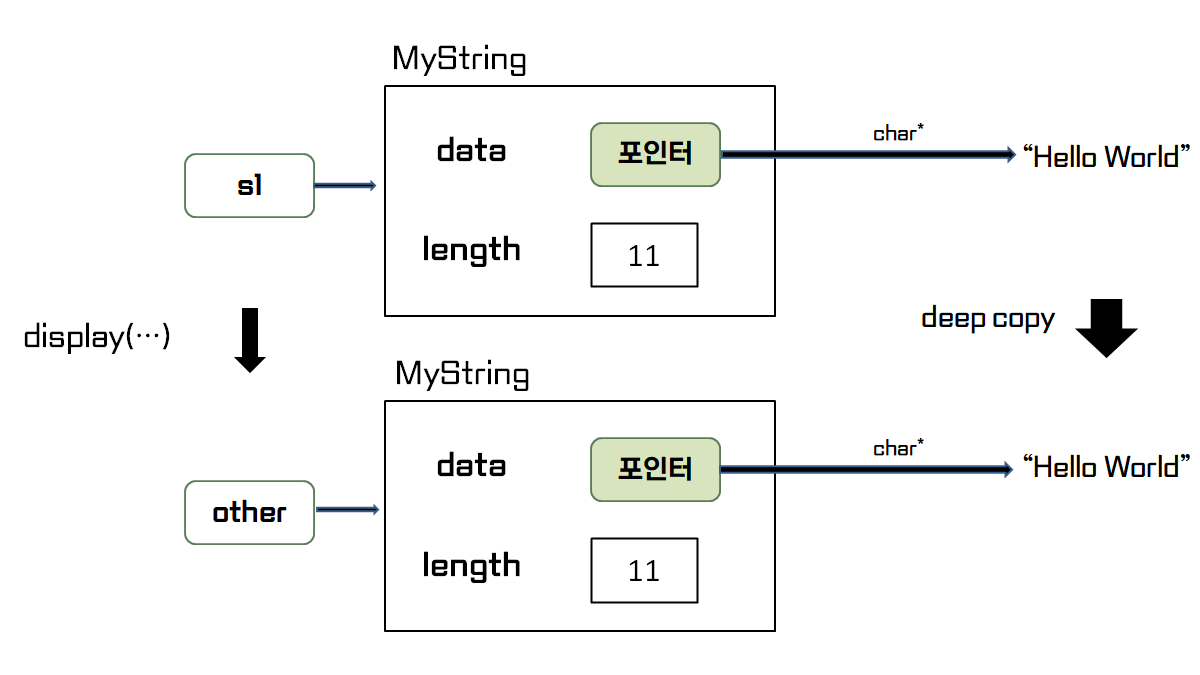 MyString
s1
data
포인터
char*
“Hello World”
length
11
display(⋯)
deep copy
MyString
other
data
포인터
char*
“Hello World”
length
11